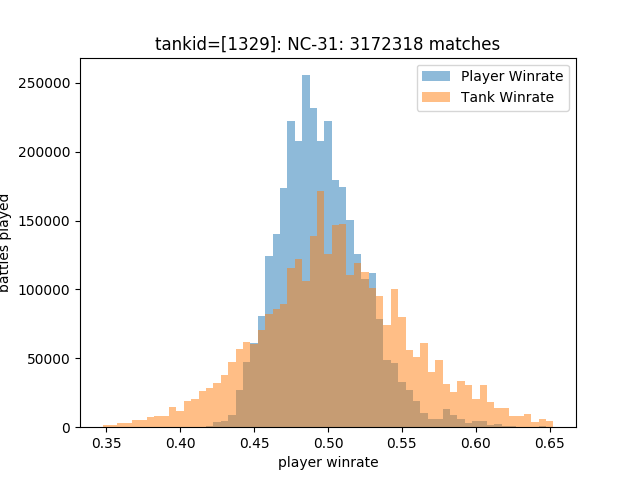 tankid=[1329]: NC-31: 3172318 matches
Player Winrate
Tank Winrate
250000
200000
150000
100000
50000
0
battles played
0.35 0.40 0.45 0.50 0.55 0.60 0.65
player winrate